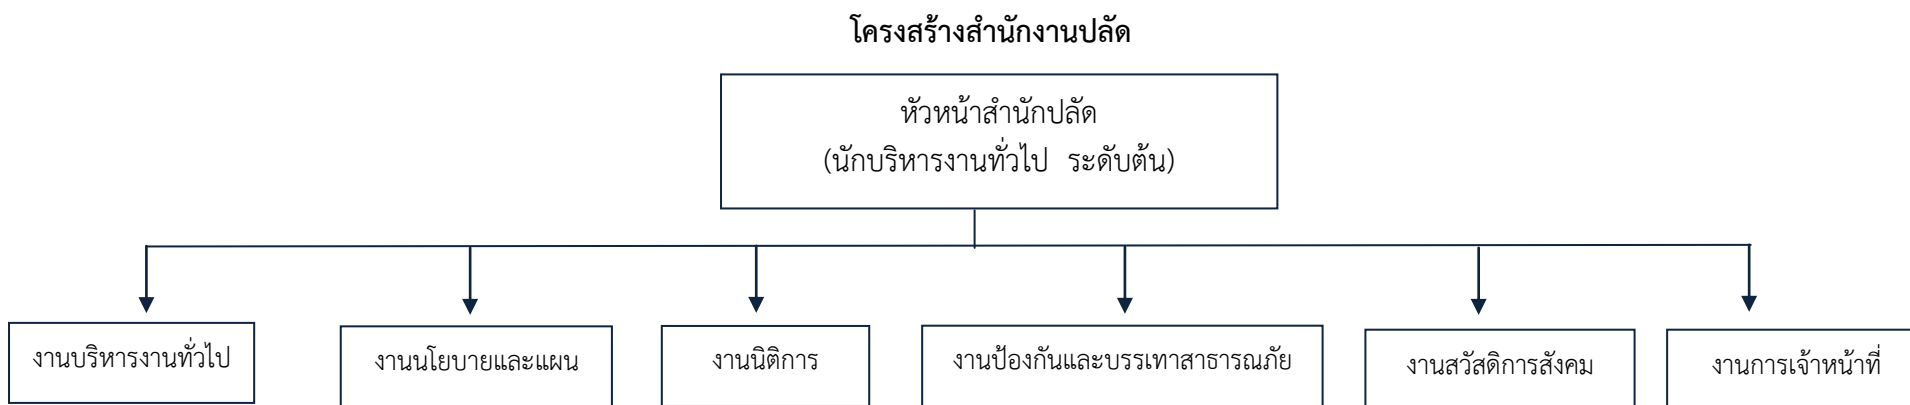 โครงสร้างสำนักงานปลัด
หัวหน้าสำนักปลัด
(นักบริหารงานทั่วไป ระดับต้น)
งานบริหารงานทั่วไป
งานนโยบายและแผน
งานนิติการ
งานป้องกันและบรรเทาสาธารณภัย
งานสวัสดิการสังคม
งานการเจ้าหน้าที่